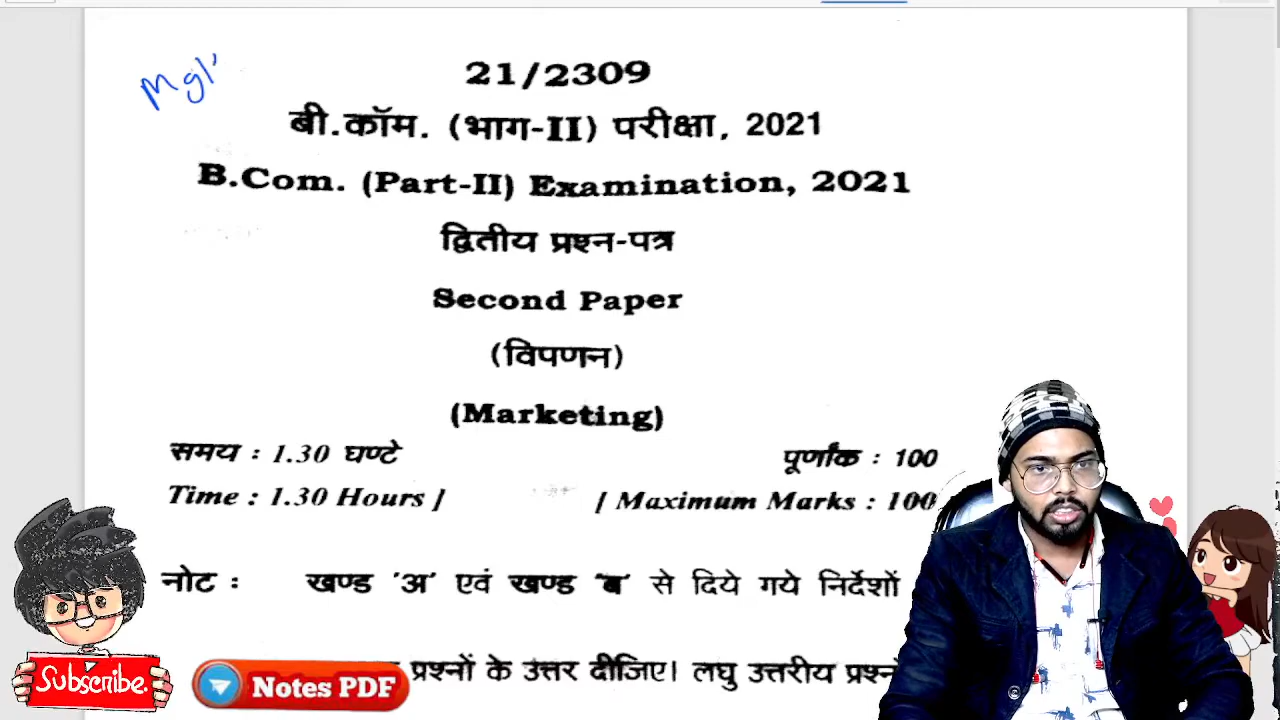 Mgl'
21/2309
बी.कॉम. (भाग-II) परीक्षा, 2021
B.Com. (Part-II) Examination, 2021
द्वितीय प्रश्न-पत्र
Second Paper
(विपणन)
(Marketing)
समय : 1.30 घण्टे
पूर्णांक : 100
Time : 1.30 Hours ]
[ Maximum Marks : 100
नोट : खण्ड 'अ' एवं खण्ड 'ब' से दिये गये निर्देशों
प्रश्नों के उत्तर दीजिए। लघु उत्तरीय
Subscribe.
Notes PDF